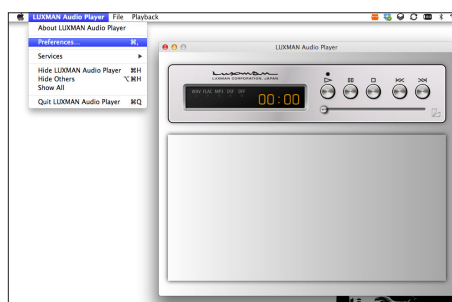 LUXMAN Audio Player File Playback
About LUXMAN Audio Player
Preferences... ⌘,
Services ▶
Hide LUXMAN Audio Player ⌘H
Hide Others ⌥⌘H
Show All
Quit LUXMAN Audio Player ⌘Q
LUXMAN Audio Player
Luxman
LUXMAN CORPORATION, JAPAN
WAV FLAC MP3 DSF DFF
00:00